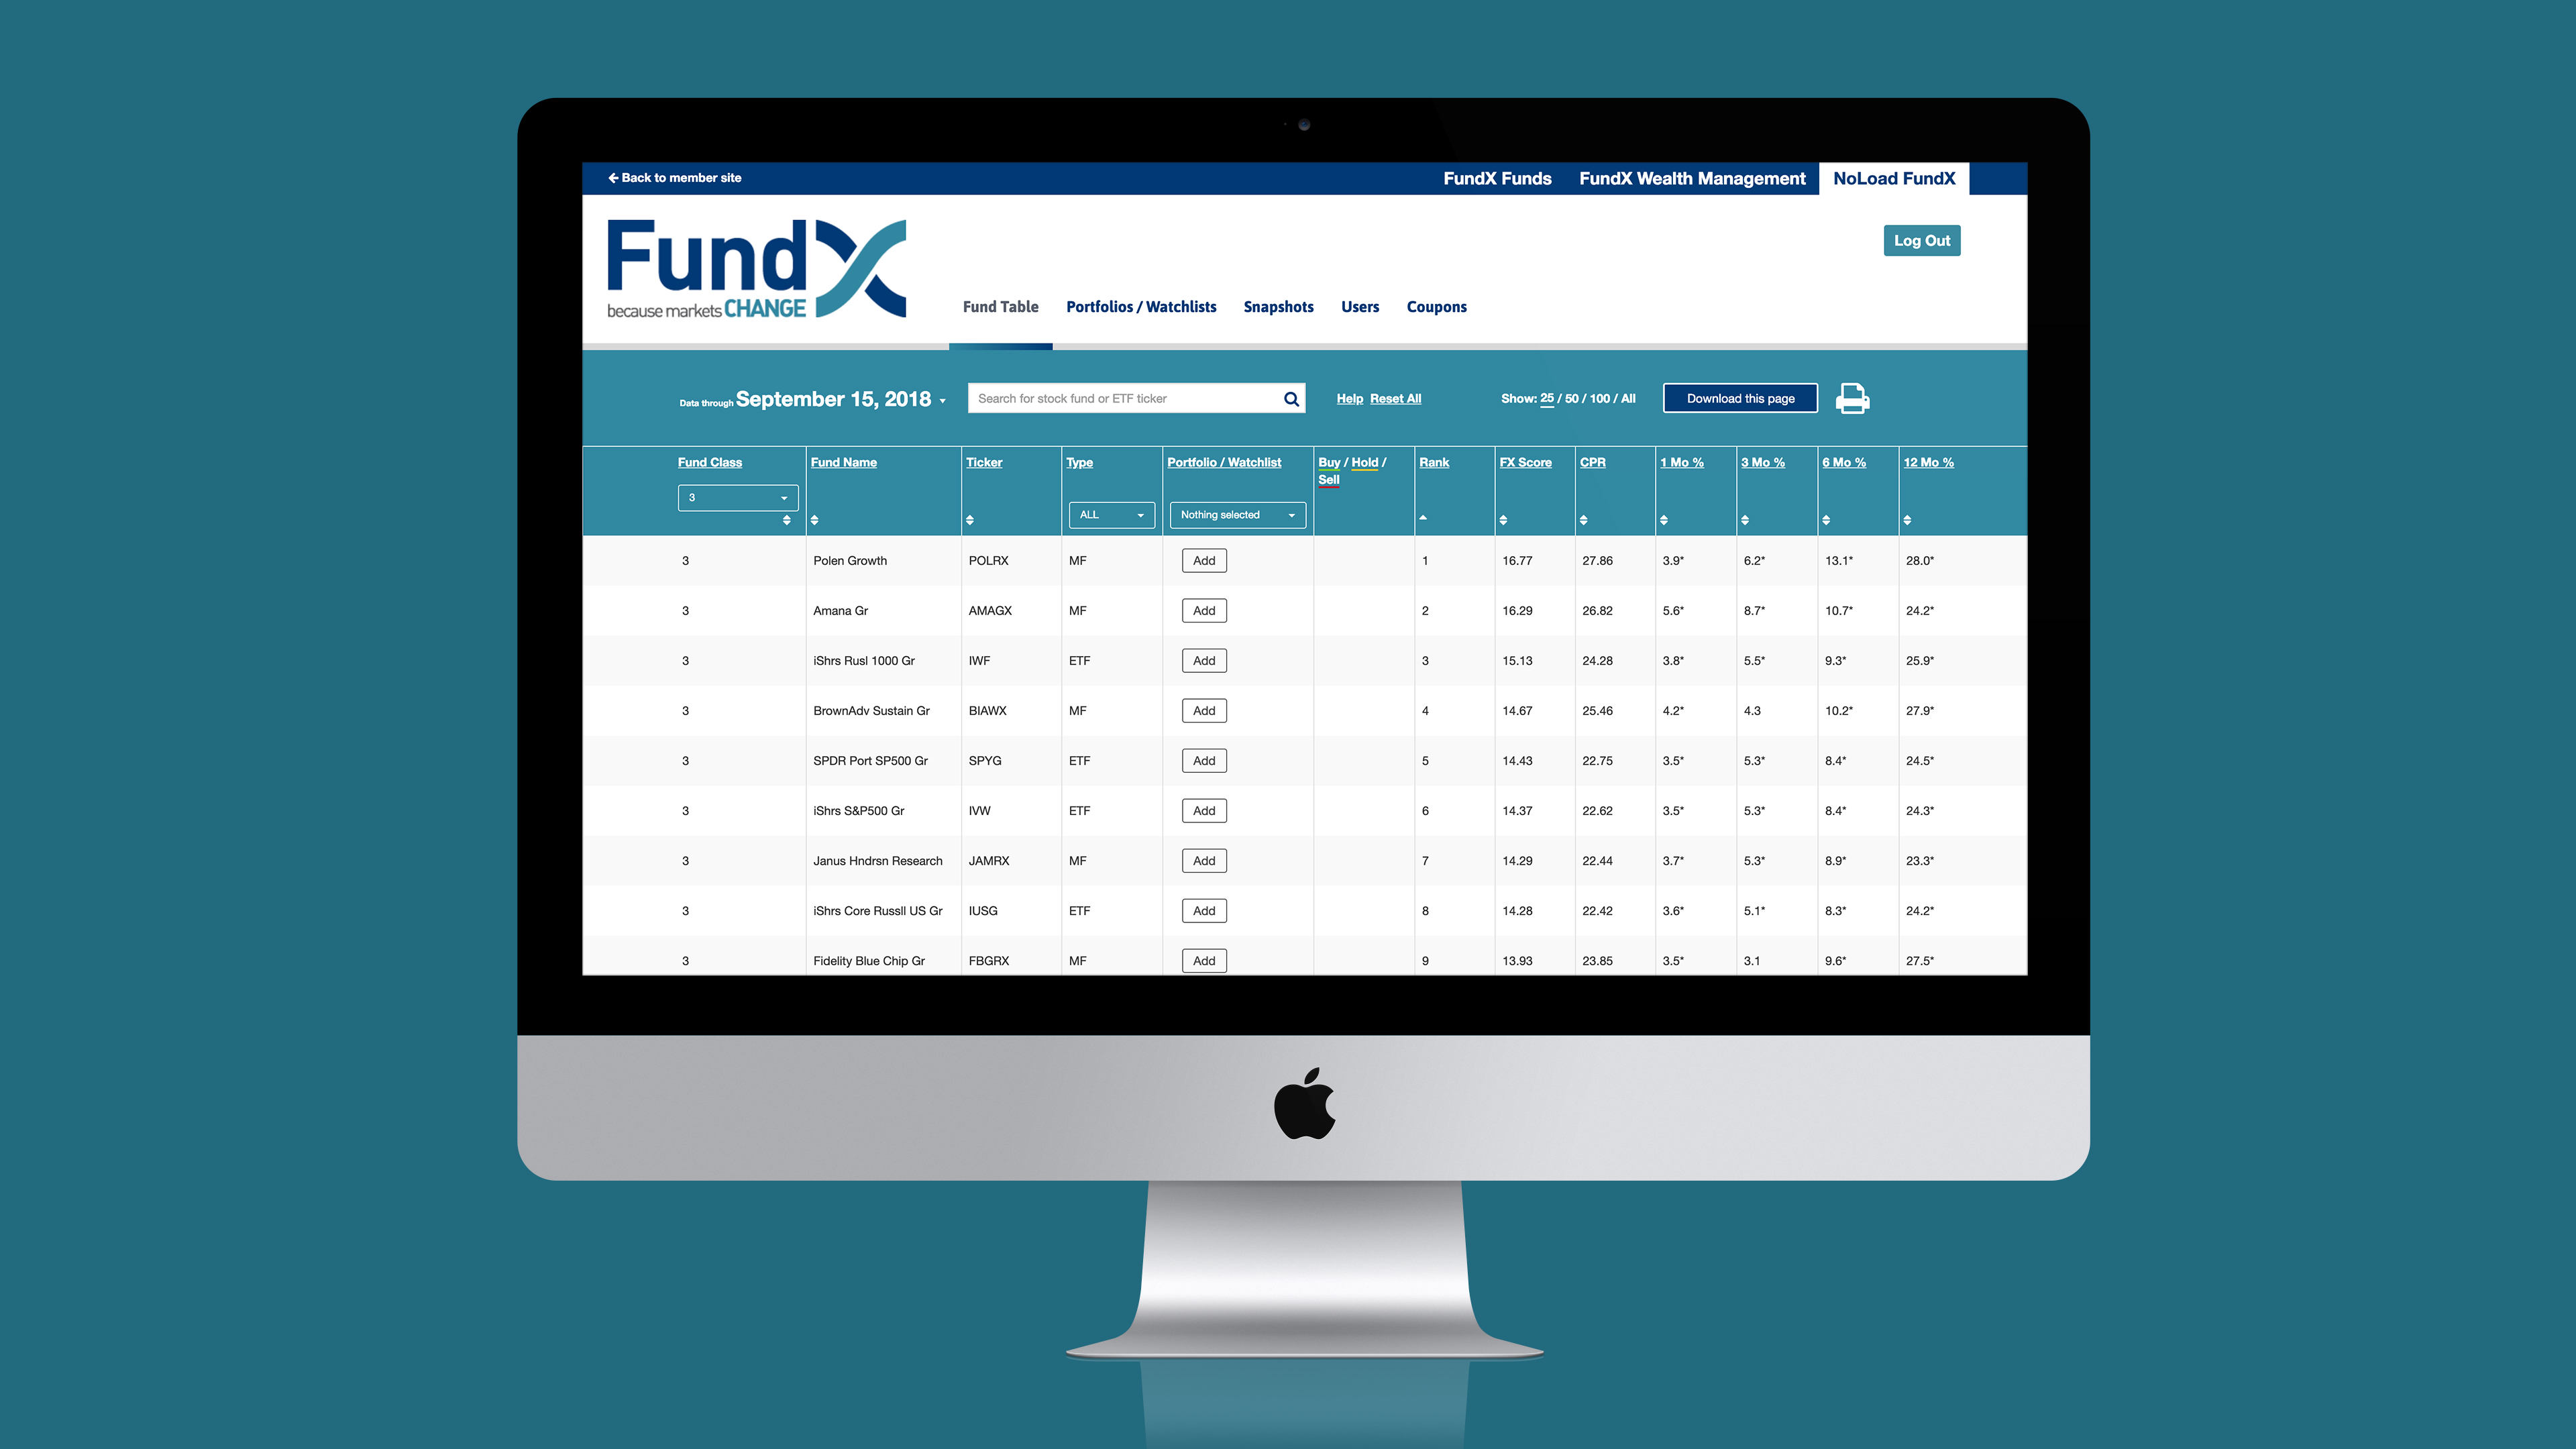 ← Back to member site FundX Funds FundX Wealth Management NoLoad FundX
FundX
because markets CHANGE
Log Out
Fund Table Portfolios / Watchlists Snapshots Users Coupons
Data through September 15, 2018 Search for stock fund or ETF ticker Help Reset All Show: 25 / 50 / 100 / All Download this page
Fund Class Fund Name Ticker Type Portfolio / Watchlist Buy / Hold / Rank FX Score CPR 1 Mo % 3 Mo % 6 Mo % 12 Mo %
Sell
3 ALL Nothing selected
3 Polen Growth POLRX MF Add 1 16.77 27.86 3.9* 6.2* 13.1* 28.0*
3 Amana Gr AMAGX MF Add 2 16.29 26.82 5.6* 8.7* 10.7* 24.2*
3 iShrs Rusl 1000 Gr IWF ETF Add 3 15.13 24.28 3.8* 5.5* 9.3* 25.9*
3 BrownAdv Sustain Gr BIAWX MF Add 4 14.67 25.46 4.2* 4.3 10.2* 27.9*
3 SPDR Port SP500 Gr SPYG ETF Add 5 14.43 22.75 3.5* 5.3* 8.4* 24.5*
3 iShrs S&P500 Gr IVW ETF Add 6 14.37 22.62 3.5* 5.3* 8.4* 24.3*
3 Janus Hndrsn Research JAMRX MF Add 7 14.29 22.44 3.7* 5.3* 8.9* 23.3*
3 iShrs Core Russll US Gr IUSG ETF Add 8 14.28 22.42 3.6* 5.1* 8.3* 24.2*
3 Fidelity Blue Chip Gr FBGRX MF Add 9 13.93 23.85 3.5* 3.1 9.6* 27.5*